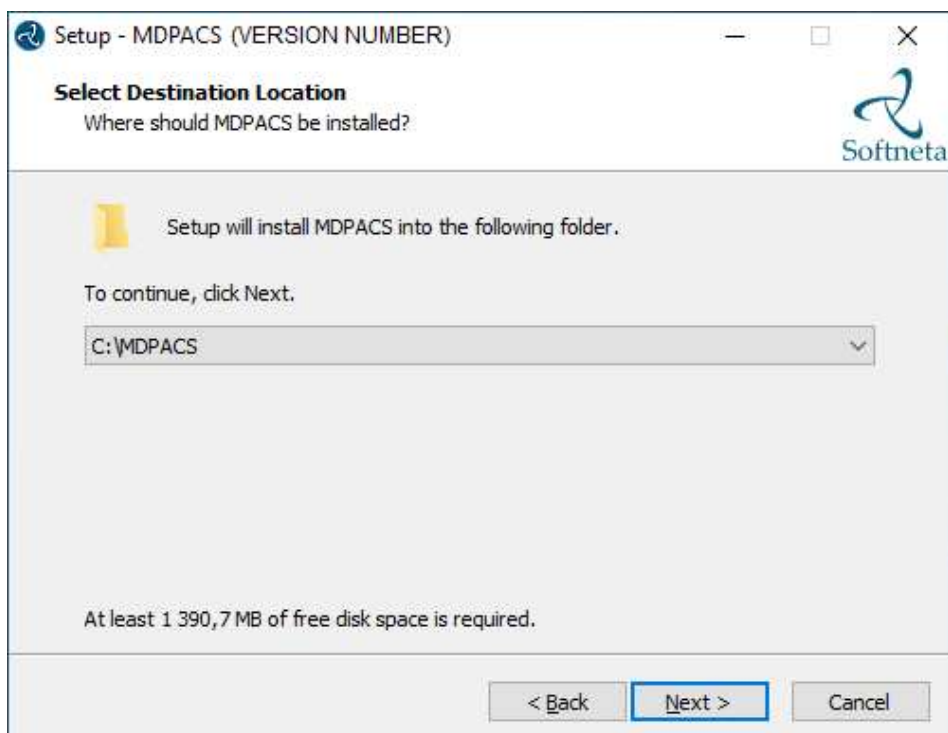 Setup - MDPACS (VERSION NUMBER)
Select Destination Location
Where should MDPACS be installed?
Softneta
Setup will install MDPACS into the following folder.
To continue, click Next.
C:\MDPACS
At least 1 390,7 MB of free disk space is required.
< Back Next > Cancel